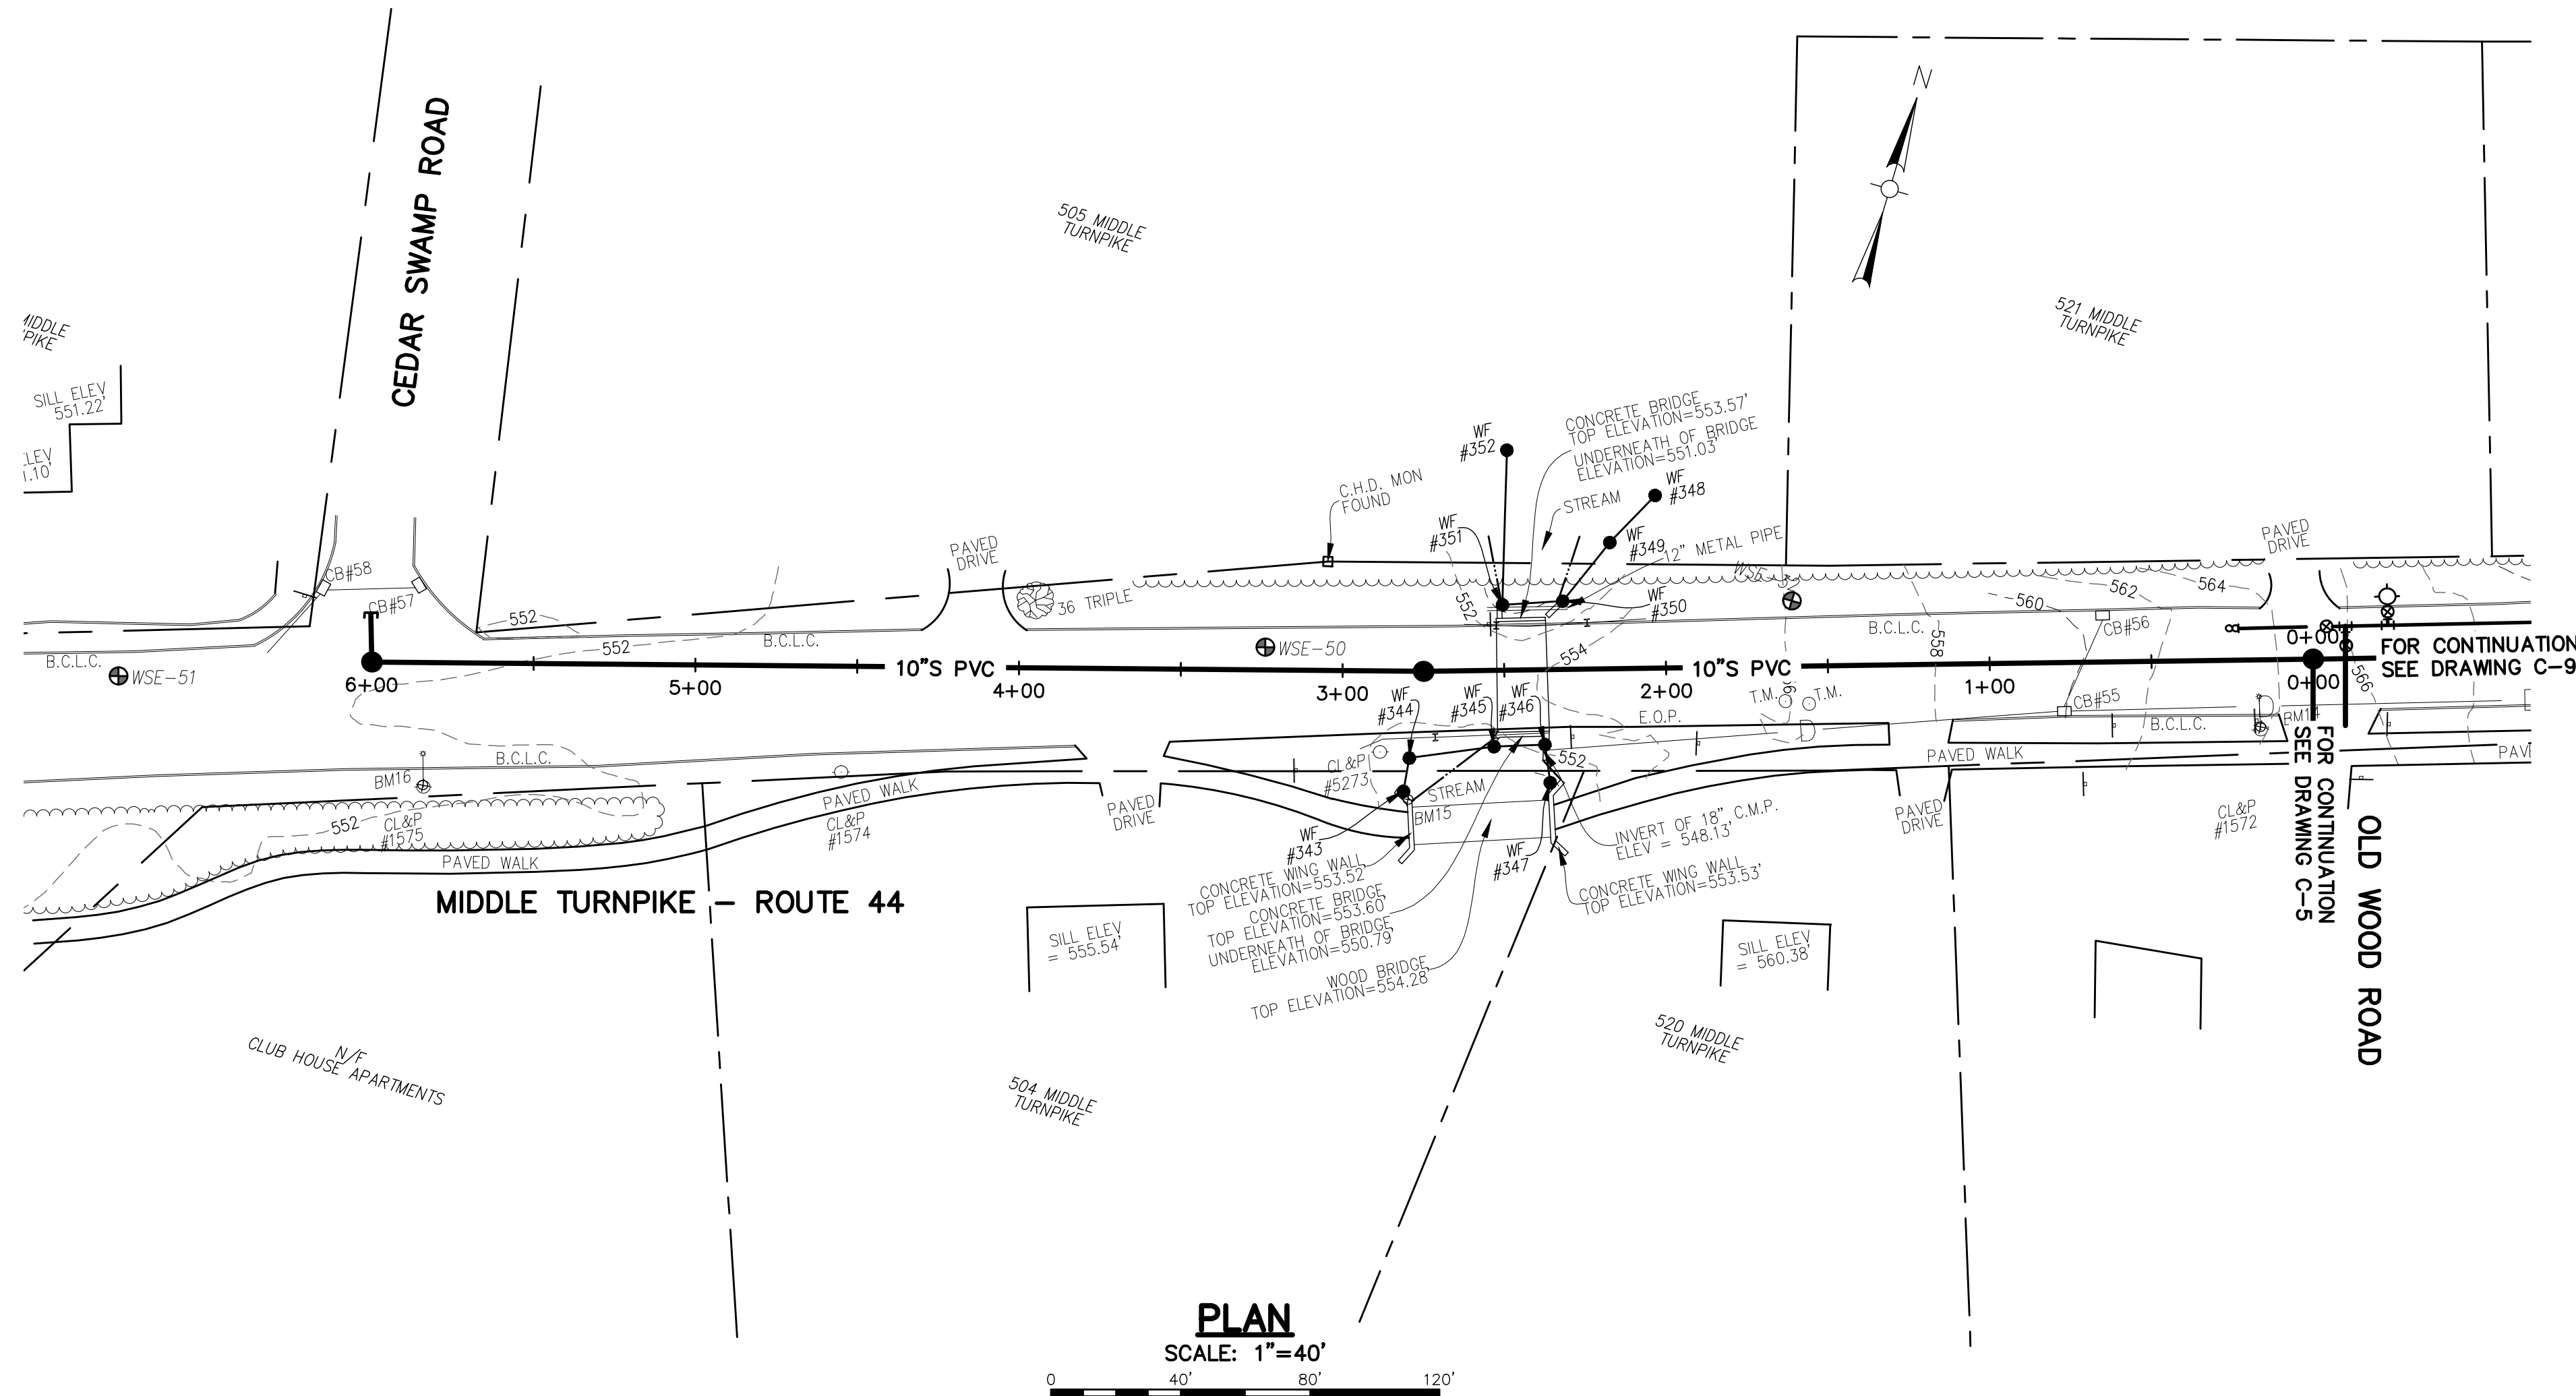 CEDAR SWAMP ROAD
N
505 MIDDLE
TURNPIKE
521 MIDDLE
TURNPIKE
SILL ELEV
551.22'
CONCRETE BRIDGE
TOP ELEVATION=553.57'
UNDERNEATH OF BRIDGE
ELEVATION=551.03'
WF
#352
C.H.D. MON
FOUND
STREAM
WF
#348
WF
#351
WF
#349
12" METAL PIPE
PAVED
DRIVE
PAVED
DRIVE
CB#58
CB#57
36 TRIPLE
552
WF
#350
560
562
564
552
552
B.C.L.C.
B.C.L.C.
WSE-51
WSE-50
554
558
B.C.L.C.
CB#56
0+00
FOR CONTINUATION
SEE DRAWING C-9
566
6+00
5+00
10"S PVC
4+00
3+00
2+00
10"S PVC
1+00
0+00
WF
#344
WF
#345
WF
#346
T.M.
T.M.
E.O.P.
CB#55
B.C.L.C.
BM14
B.C.L.C.
BM16
CL&P
#5273
552
PAVED WALK
PAVED WALK
STREAM
BM15
PAVED
DRIVE
PAVED
DRIVE
552
CL&P
#1575
CL&P
#1574
CL&P
#1572
PAVED WALK
WF
#343
WF
#347
INVERT OF 18" C.M.P.
ELEV = 548.13'
FOR CONTINUATION
SEE DRAWING C-5
OLD WOOD ROAD
MIDDLE TURNPIKE - ROUTE 44
CONCRETE WING WALL
TOP ELEVATION=553.52'
CONCRETE BRIDGE
TOP ELEVATION=553.60'
UNDERNEATH OF BRIDGE
ELEVATION=550.79'
WOOD BRIDGE
TOP ELEVATION=554.28'
CONCRETE WING WALL
TOP ELEVATION=553.53'
SILL ELEV
= 555.54'
SILL ELEV
= 560.38'
N/F
CLUB HOUSE APARTMENTS
504 MIDDLE
TURNPIKE
520 MIDDLE
TURNPIKE
PLAN
SCALE: 1"=40'
0 40' 80' 120'